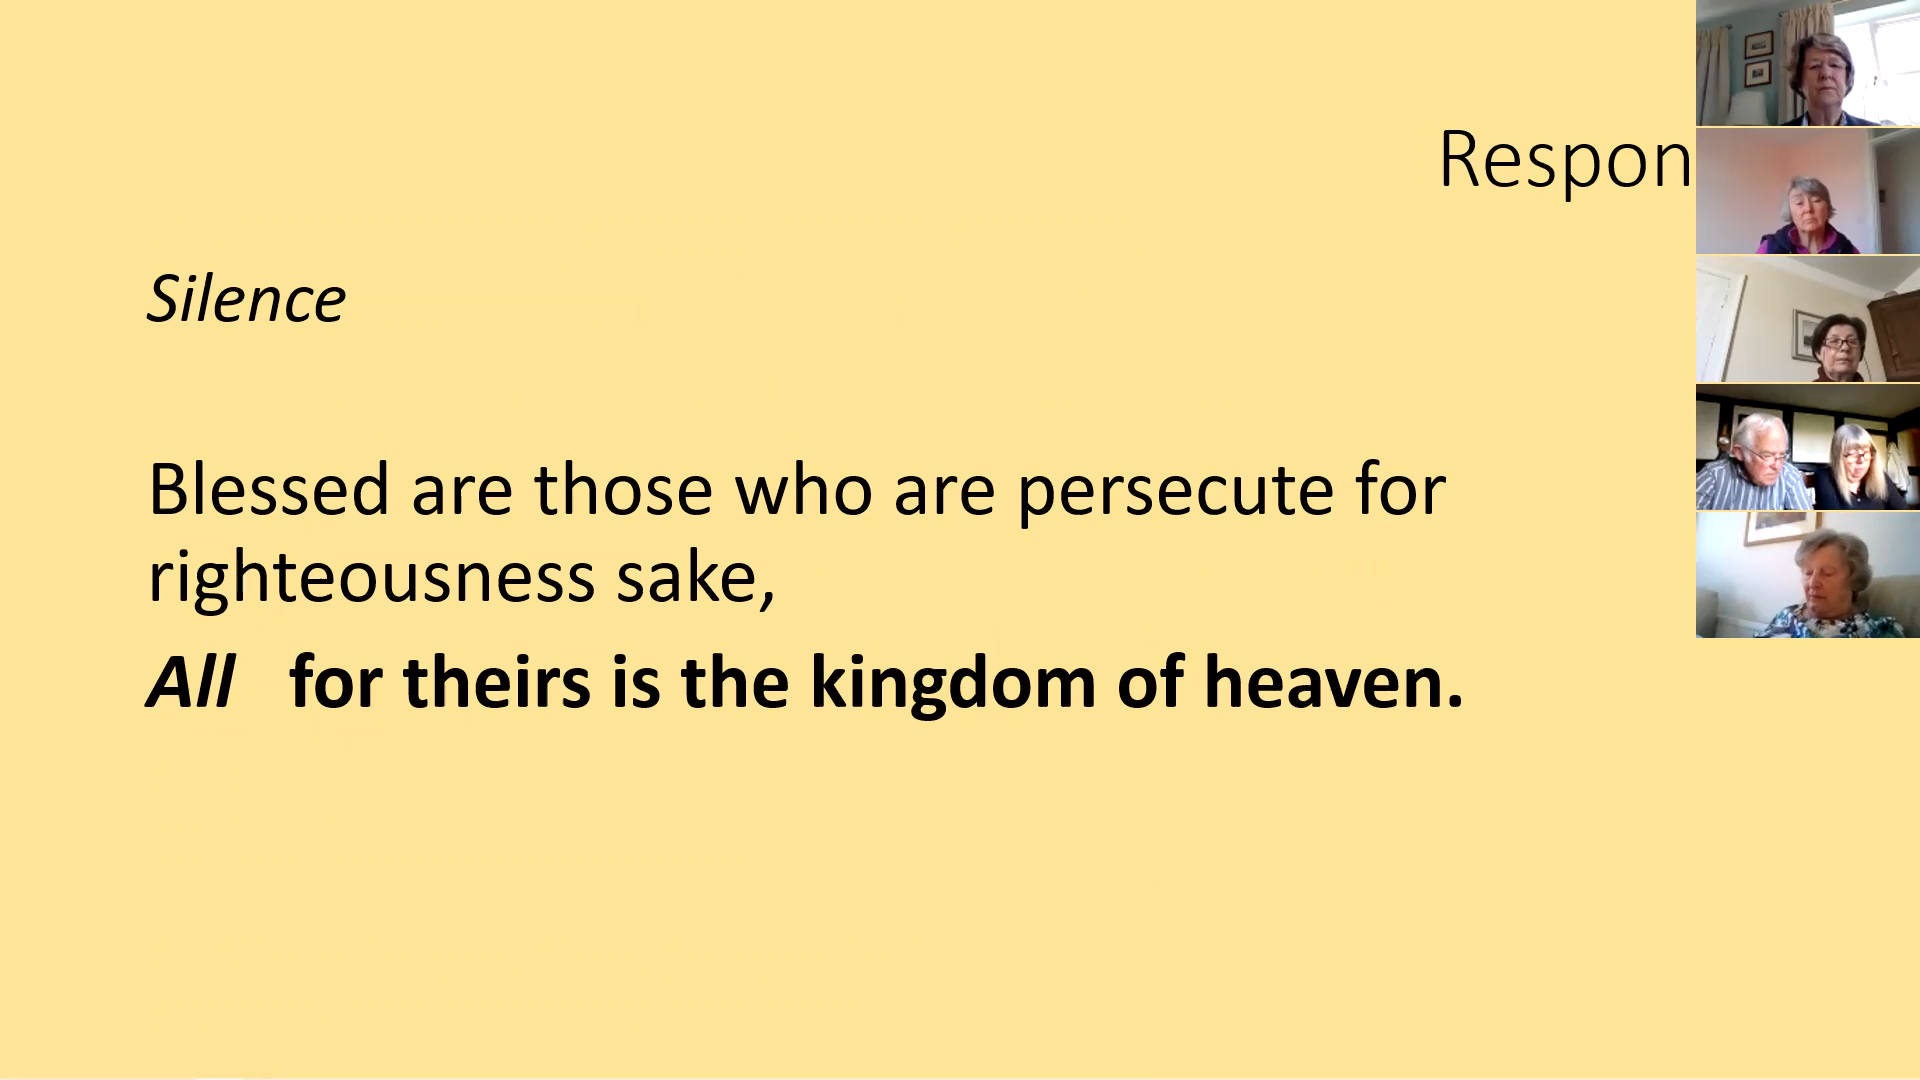 Respon
Silence
Blessed are those who are persecute for
righteousness sake,
All for theirs is the kingdom of heaven.